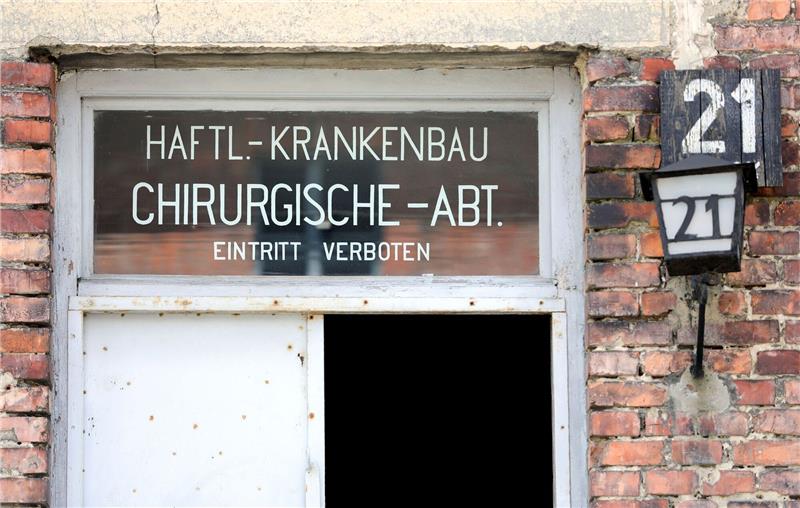 HAFTL.-KRANKENBAU
CHIRURGISCHE-ABT.
EINTRITT VERBOTEN
21
21